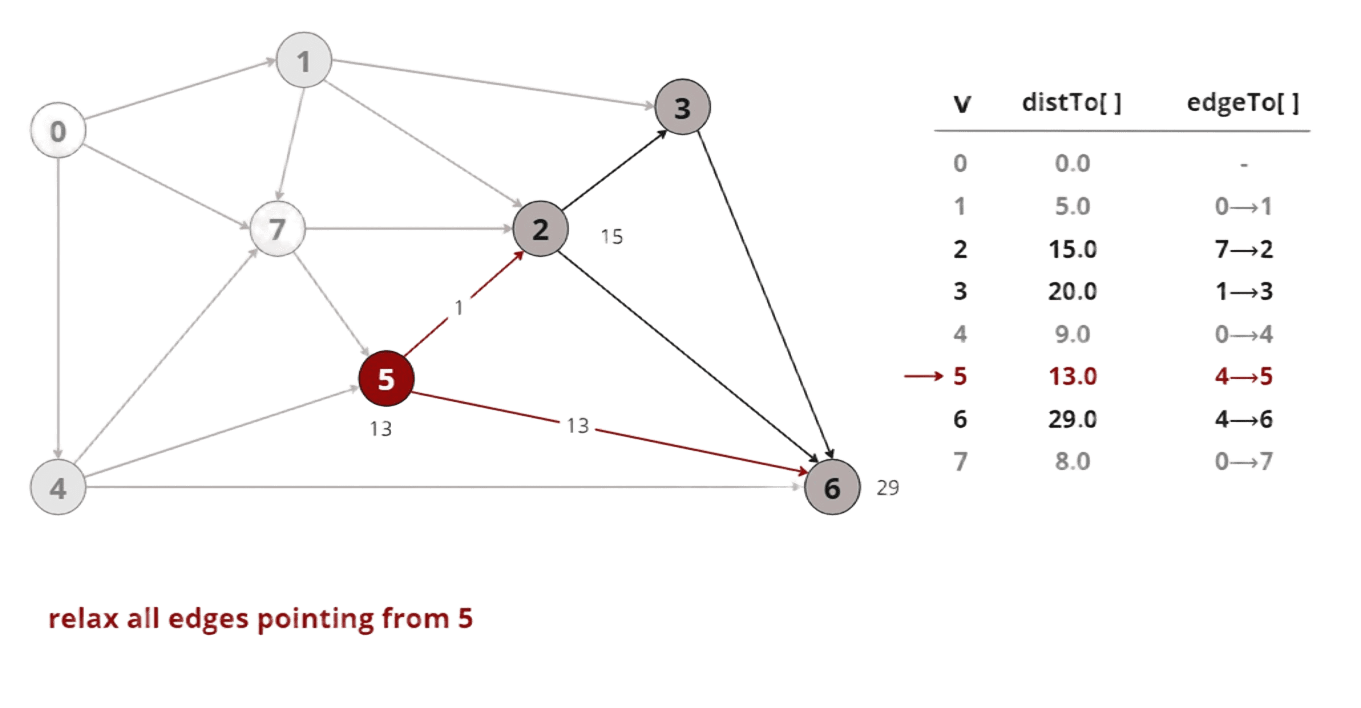 1
3
0
V distTo[ ] edgeTo[ ]
0 0.0 -
1 5.0 0→1
7
2
15
2 15.0 7→2
3 20.0 1→3
1
4 9.0 0→4
5
→ 5 13.0 4→5
13
13
6 29.0 4→6
7 8.0 0→7
4
6
29
relax all edges pointing from 5